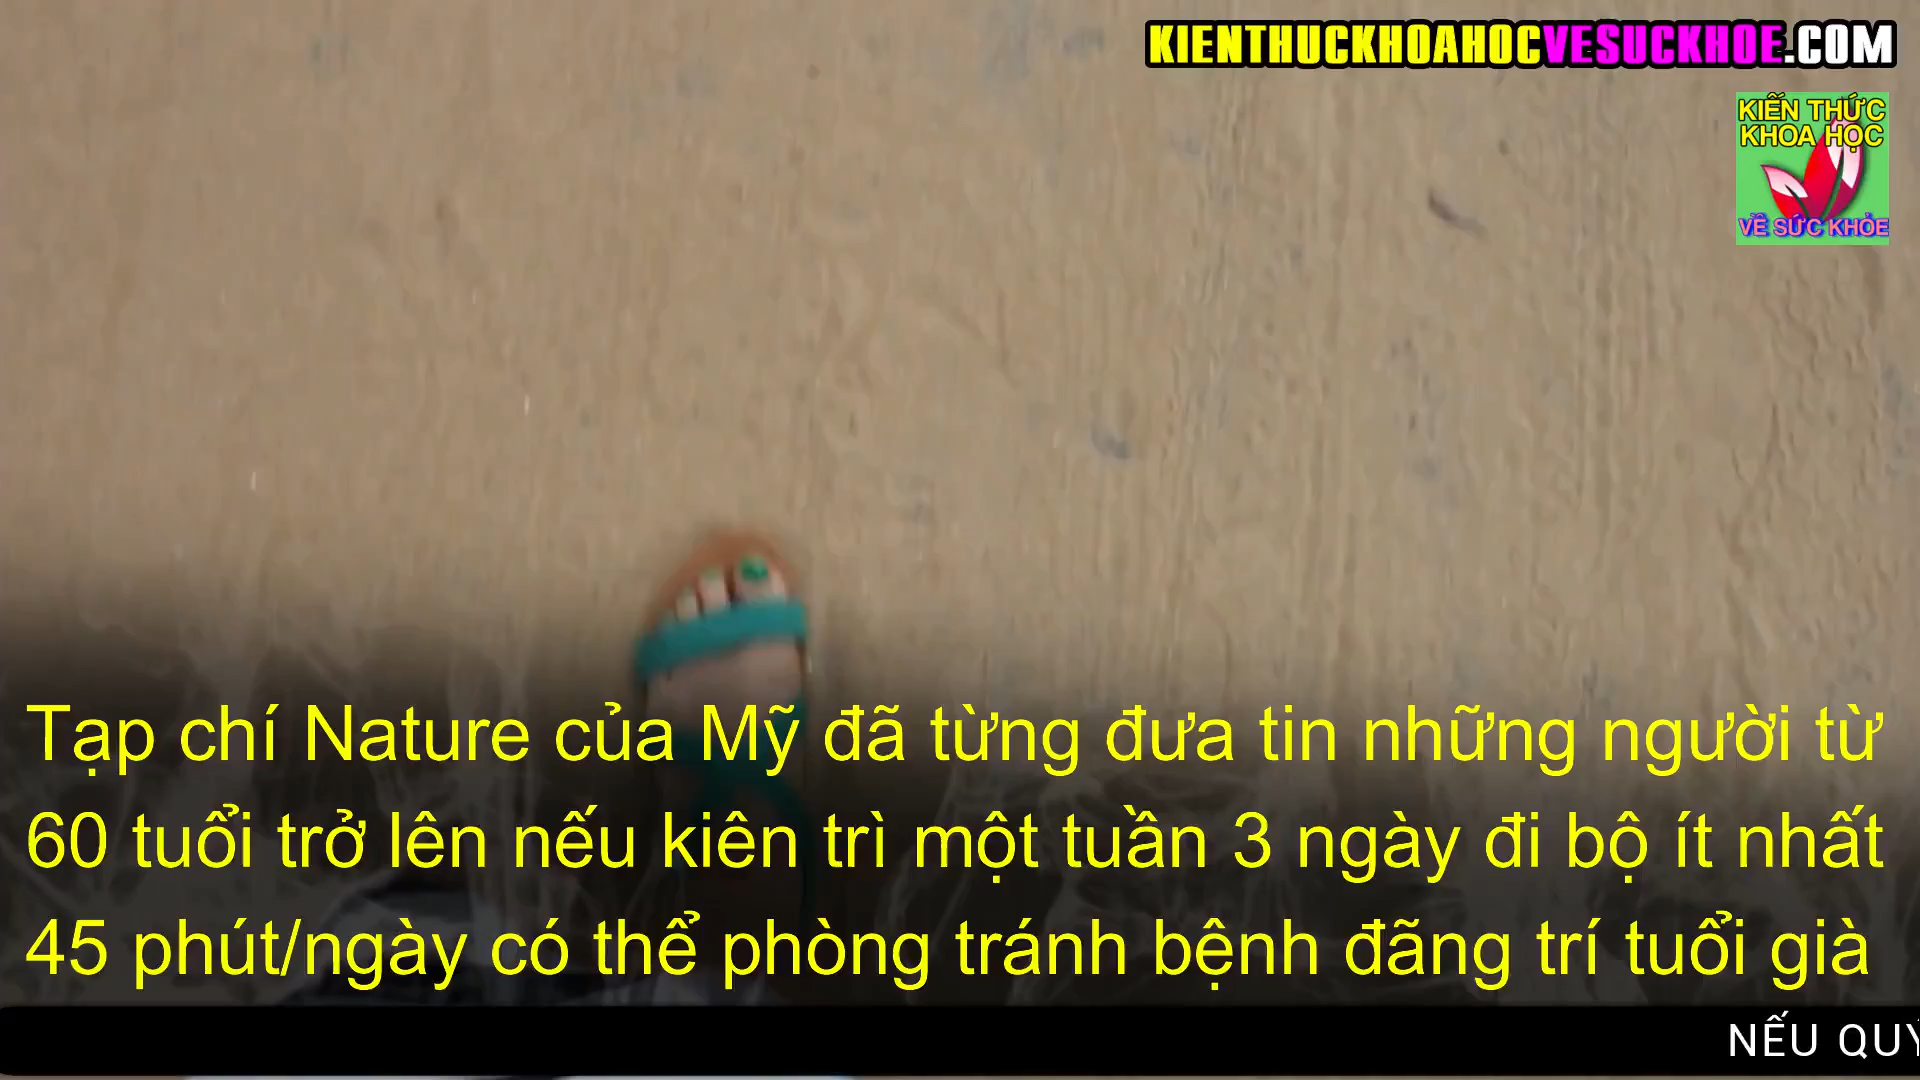 KIENTHUCKHOAHOCVESUCKHOE.COM
KIẾN THỨC
KHOA HỌC
VỀ SỨC KHỎE
Tạp chí Nature của Mỹ đã từng đưa tin những người từ
60 tuổi trở lên nếu kiên trì một tuần 3 ngày đi bộ ít nhất
45 phút/ngày có thể phòng tránh bệnh đãng trí tuổi già
NẾU QUÝ